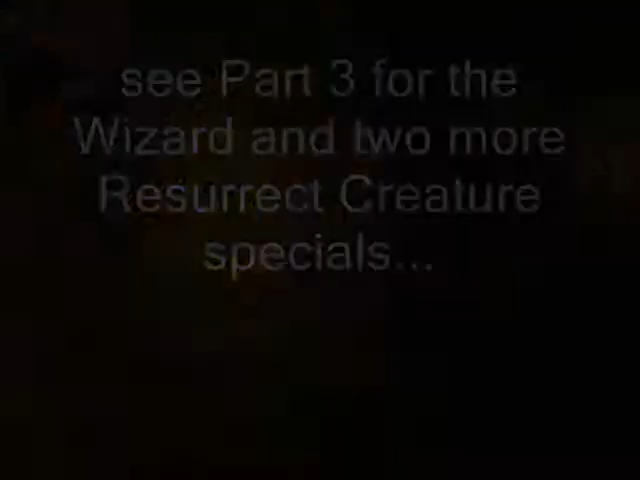 see Part 3 for the
Wizard and two more
Resurrect Creature
specials...